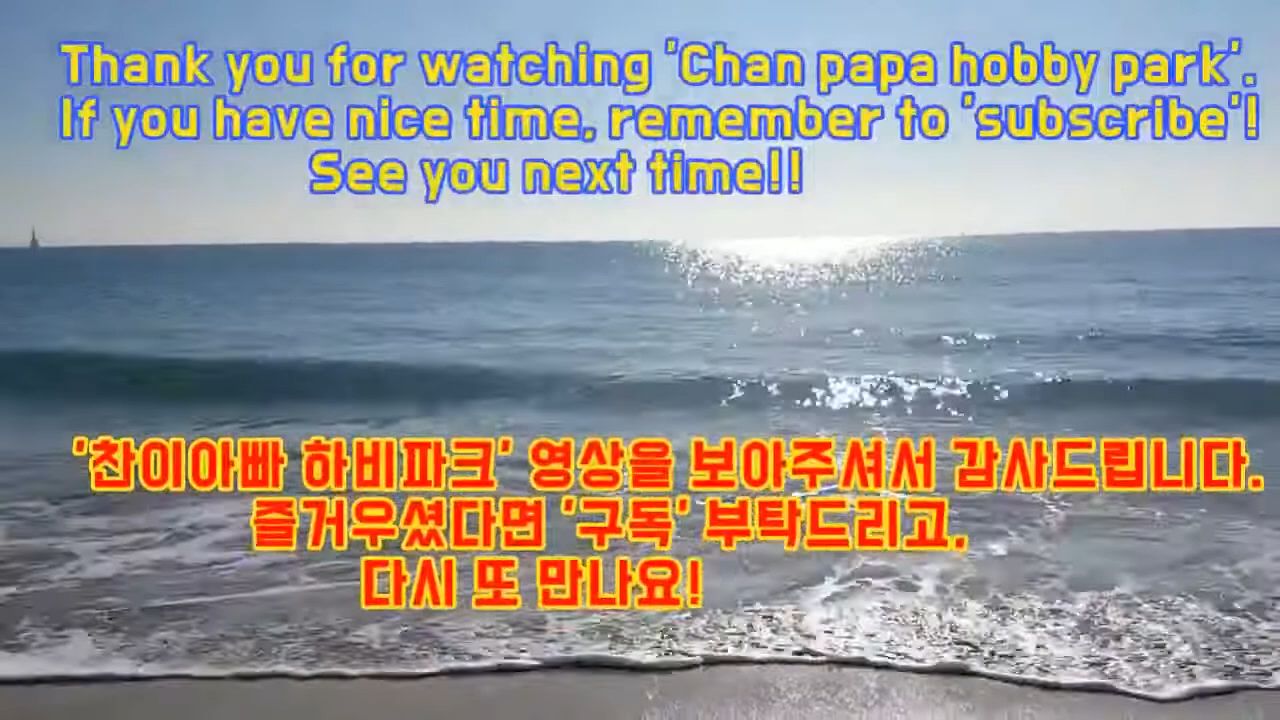 Thank you for watching 'Chan papa hobby park'.
If you have nice time, remember to 'subscribe'!
See you next time!!
'찬이아빠 하비파크' 영상을 보아주셔서 감사드립니다.
즐거우셨다면 '구독' 부탁드리고,
다시 또 만나요!